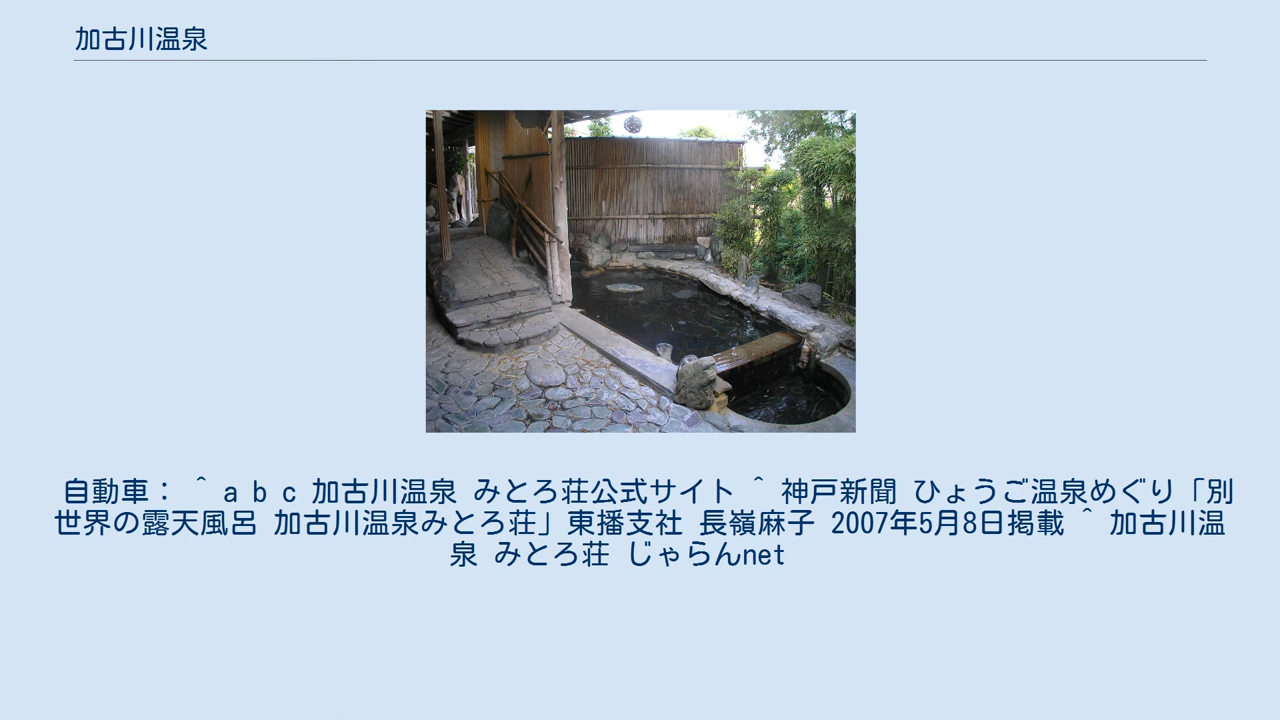 加古川温泉
自動車： ^ a b c 加古川温泉 みとろ荘公式サイト ^ 神戸新聞 ひょうご温泉めぐり「別
世界の露天風呂 加古川温泉みとろ荘」東播支社 長嶺麻子 2007年5月8日掲載 ^ 加古川温
泉 みとろ荘 じゃらんnet